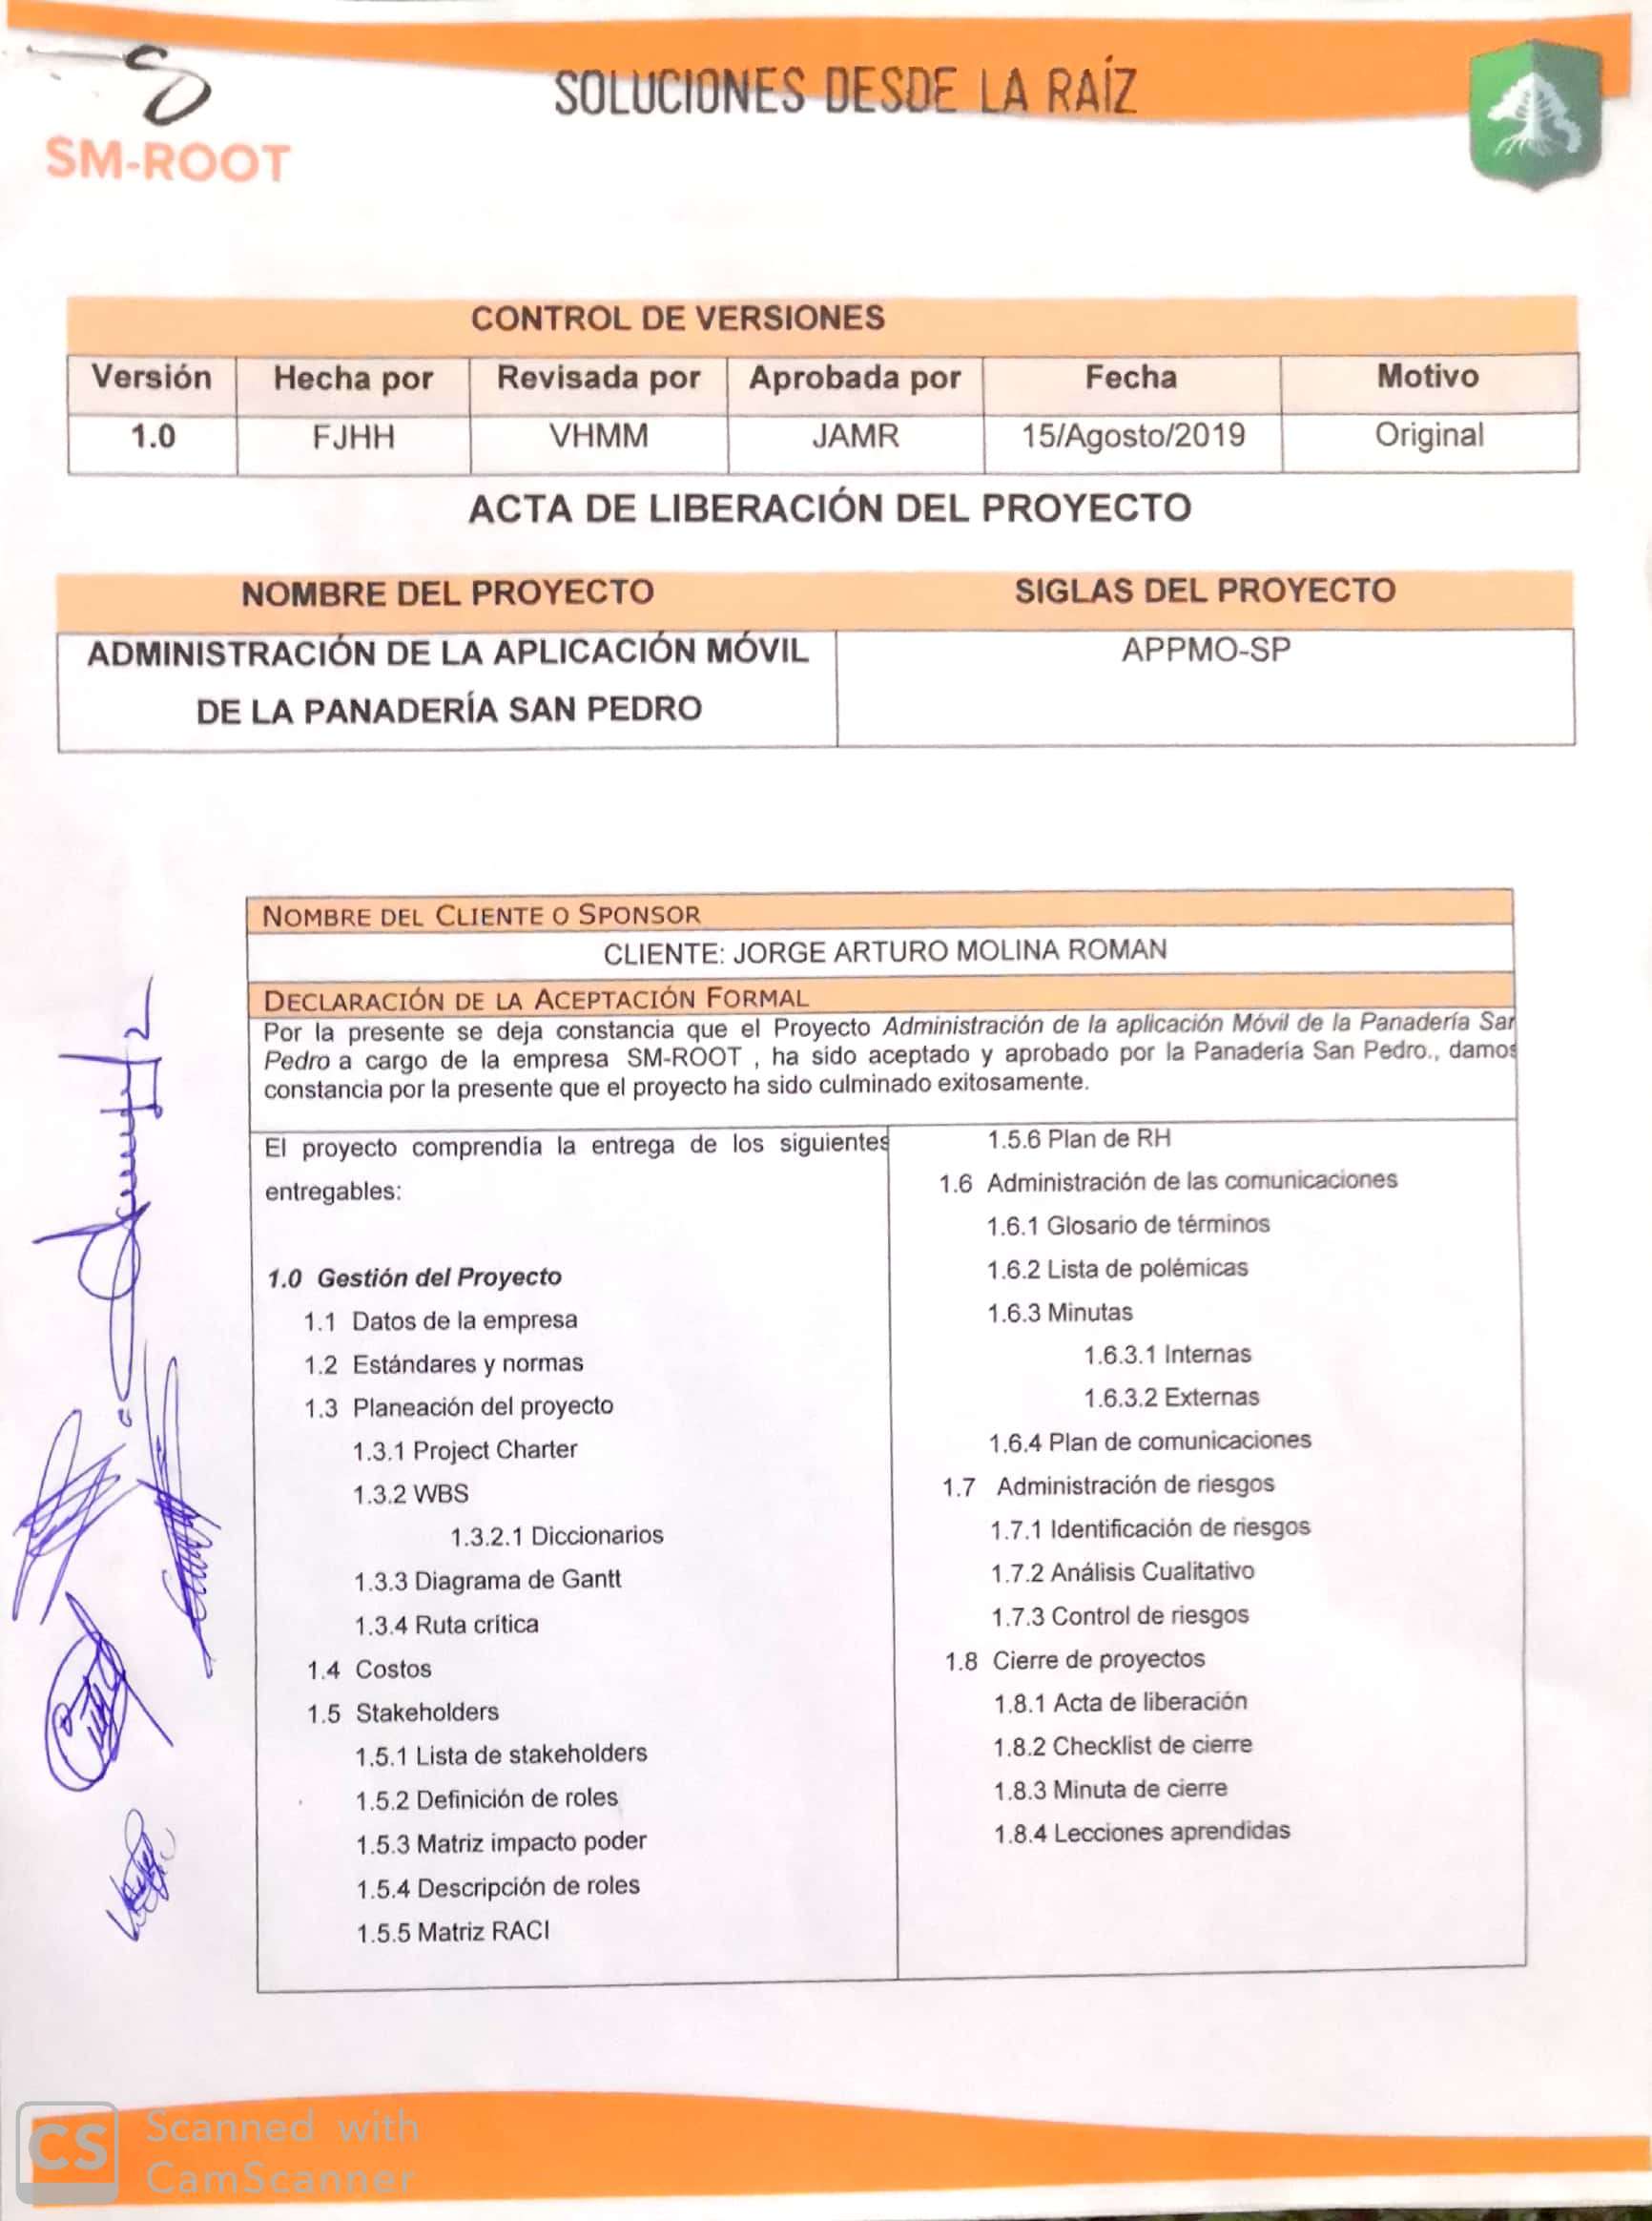 SOLUCIONES DESDE LA RAÍZ
SM-ROOT
CONTROL DE VERSIONES
Versión Hecha por Revisada por Aprobada por Fecha Motivo
1.0 FJHH VHMM JAMR 15/Agosto/2019 Original
ACTA DE LIBERACIÓN DEL PROYECTO
NOMBRE DEL PROYECTO SIGLAS DEL PROYECTO
ADMINISTRACIÓN DE LA APLICACIÓN MÓVIL APPMO-SP
DE LA PANADERÍA SAN PEDRO
NOMBRE DEL CLIENTE O SPONSOR
CLIENTE: JORGE ARTURO MOLINA ROMAN
DECLARACIÓN DE LA ACEPTACIÓN FORMAL
Por la presente se deja constancia que el Proyecto Administración de la aplicación Móvil de la Panadería San
Pedro a cargo de la empresa SM-ROOT , ha sido aceptado y aprobado por la Panadería San Pedro., damos
constancia por la presente que el proyecto ha sido culminado exitosamente.
El proyecto comprendía la entrega de los siguientes
entregables:
1.0 Gestión del Proyecto
1.1 Datos de la empresa
1.2 Estándares y normas
1.3 Planeación del proyecto
1.3.1 Project Charter
1.3.2 WBS
1.3.2.1 Diccionarios
1.3.3 Diagrama de Gantt
1.3.4 Ruta crítica
1.4 Costos
1.5 Stakeholders
1.5.1 Lista de stakeholders
1.5.2 Definición de roles
1.5.3 Matriz impacto poder
1.5.4 Descripción de roles
1.5.5 Matriz RACI
1.5.6 Plan de RH
1.6 Administración de las comunicaciones
1.6.1 Glosario de términos
1.6.2 Lista de polémicas
1.6.3 Minutas
1.6.3.1 Internas
1.6.3.2 Externas
1.6.4 Plan de comunicaciones
1.7 Administración de riesgos
1.7.1 Identificación de riesgos
1.7.2 Análisis Cualitativo
1.7.3 Control de riesgos
1.8 Cierre de proyectos
1.8.1 Acta de liberación
1.8.2 Checklist de cierre
1.8.3 Minuta de cierre
1.8.4 Lecciones aprendidas
CS Scanned with
CamScanner